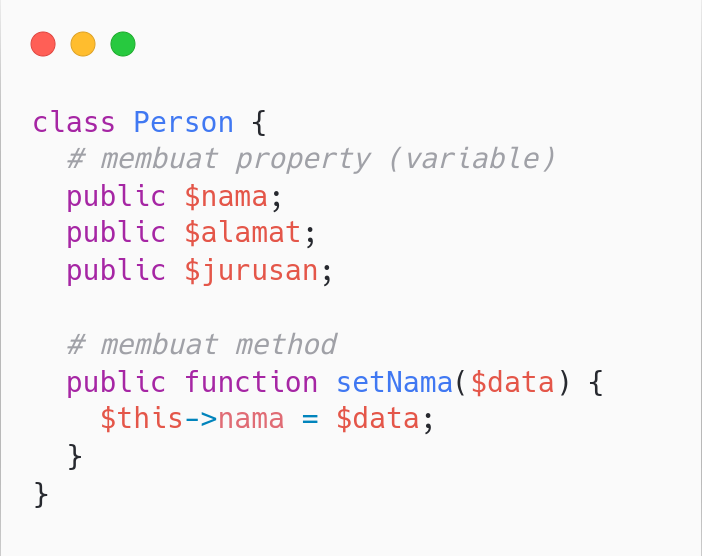 class Person {
  # membuat property (variable)
  public $nama;
  public $alamat;
  public $jurusan;

  # membuat method
  public function setNama($data) {
    $this->nama = $data;
  }
}